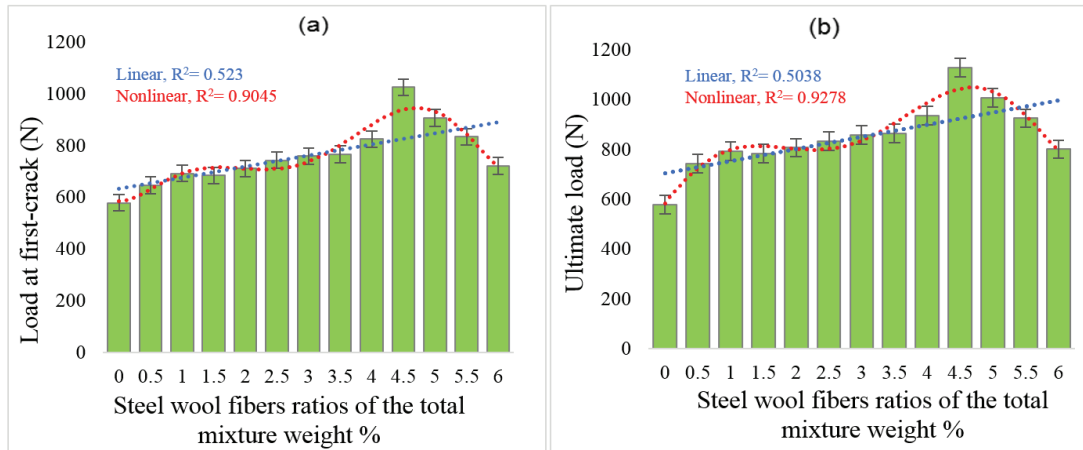 (a)
Load at first-crack (N)
1200
1000
800
600
400
200
0
Linear, R²= 0.523
Nonlinear, R²= 0.9045
0 0.5 1 1.5 2 2.5 3 3.5 4 4.5 5 5.5 6
Steel wool fibers ratios of the total
mixture weight %
(b)
Ultimate load (N)
1200
1000
800
600
400
200
0
Linear, R²= 0.5038
Nonlinear, R²= 0.9278
0 0.5 1 1.5 2 2.5 3 3.5 4 4.5 5 5.5 6
Steel wool fibers ratios of the total
mixture weight %